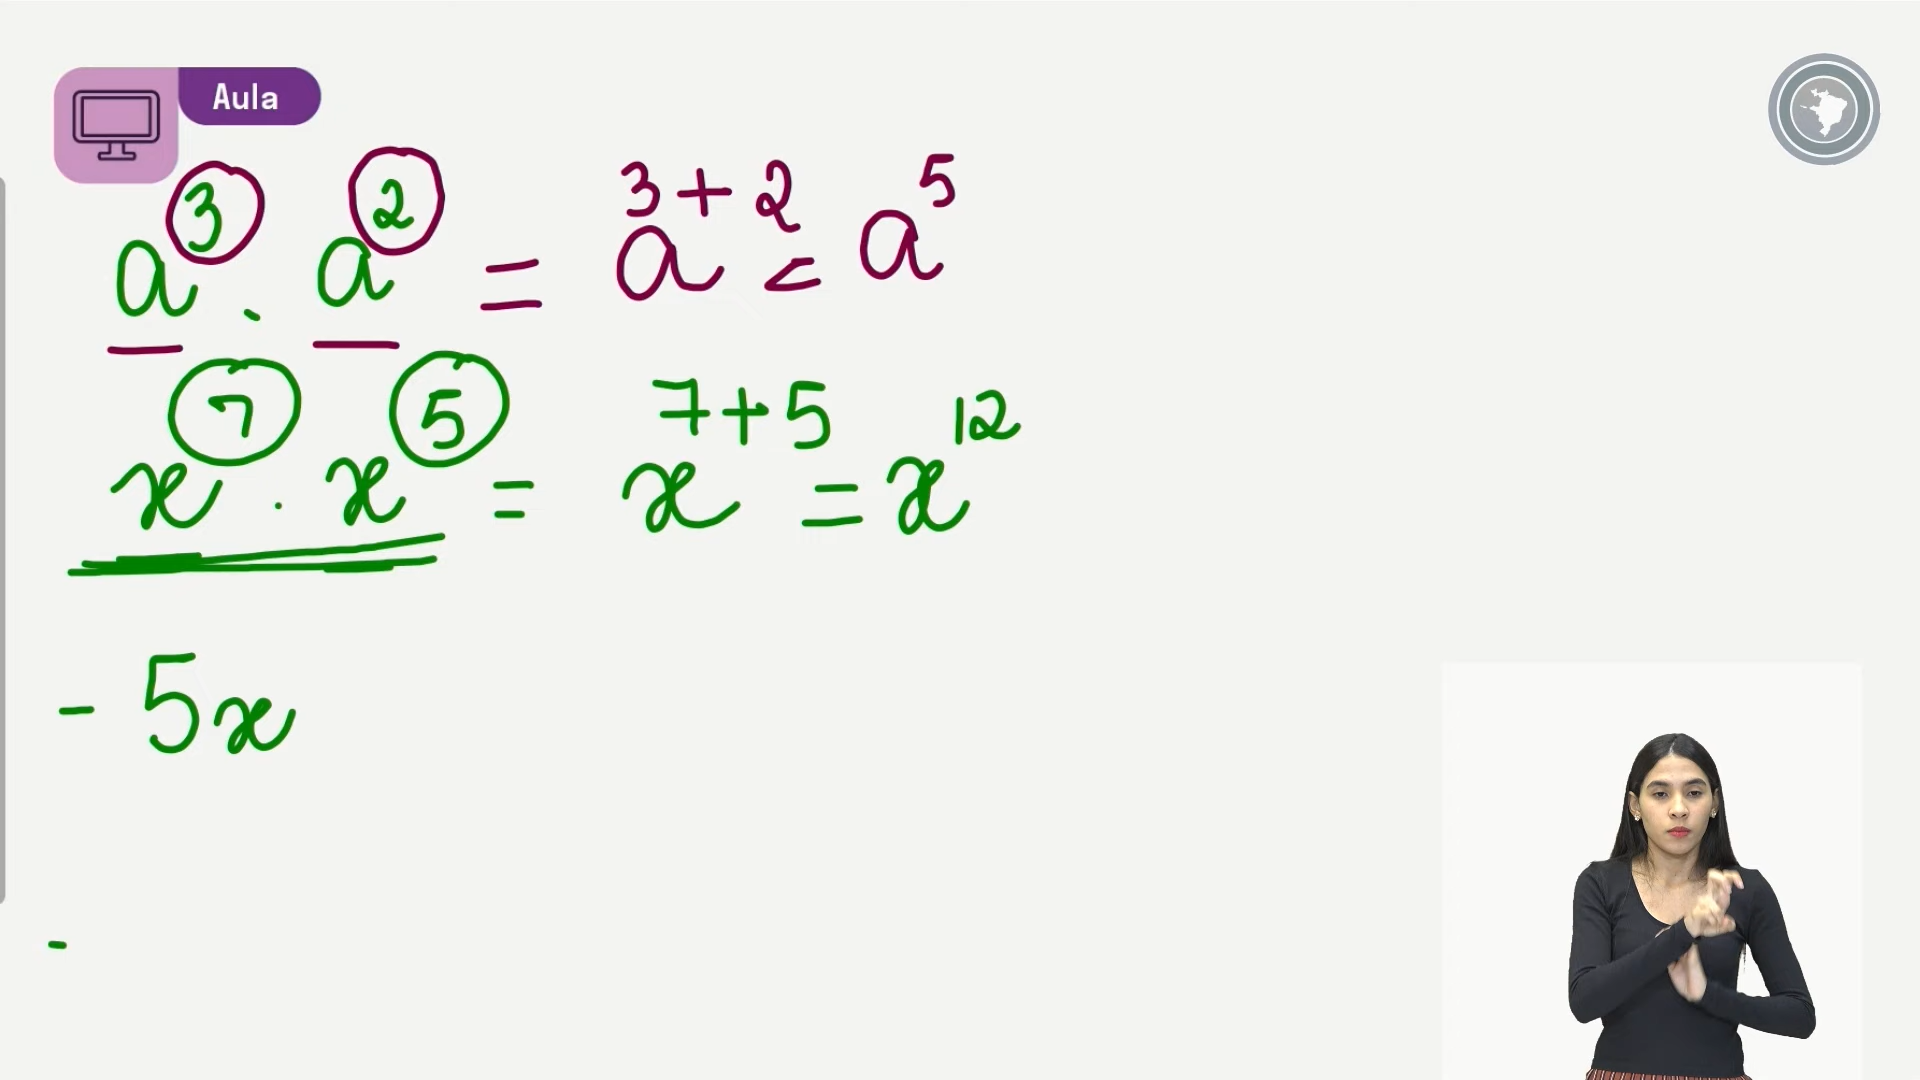 Aula
a³ · a² = a³⁺² = a⁵
x⁷ · x⁵ = x⁷⁺⁵ = x¹²
- 5x
-